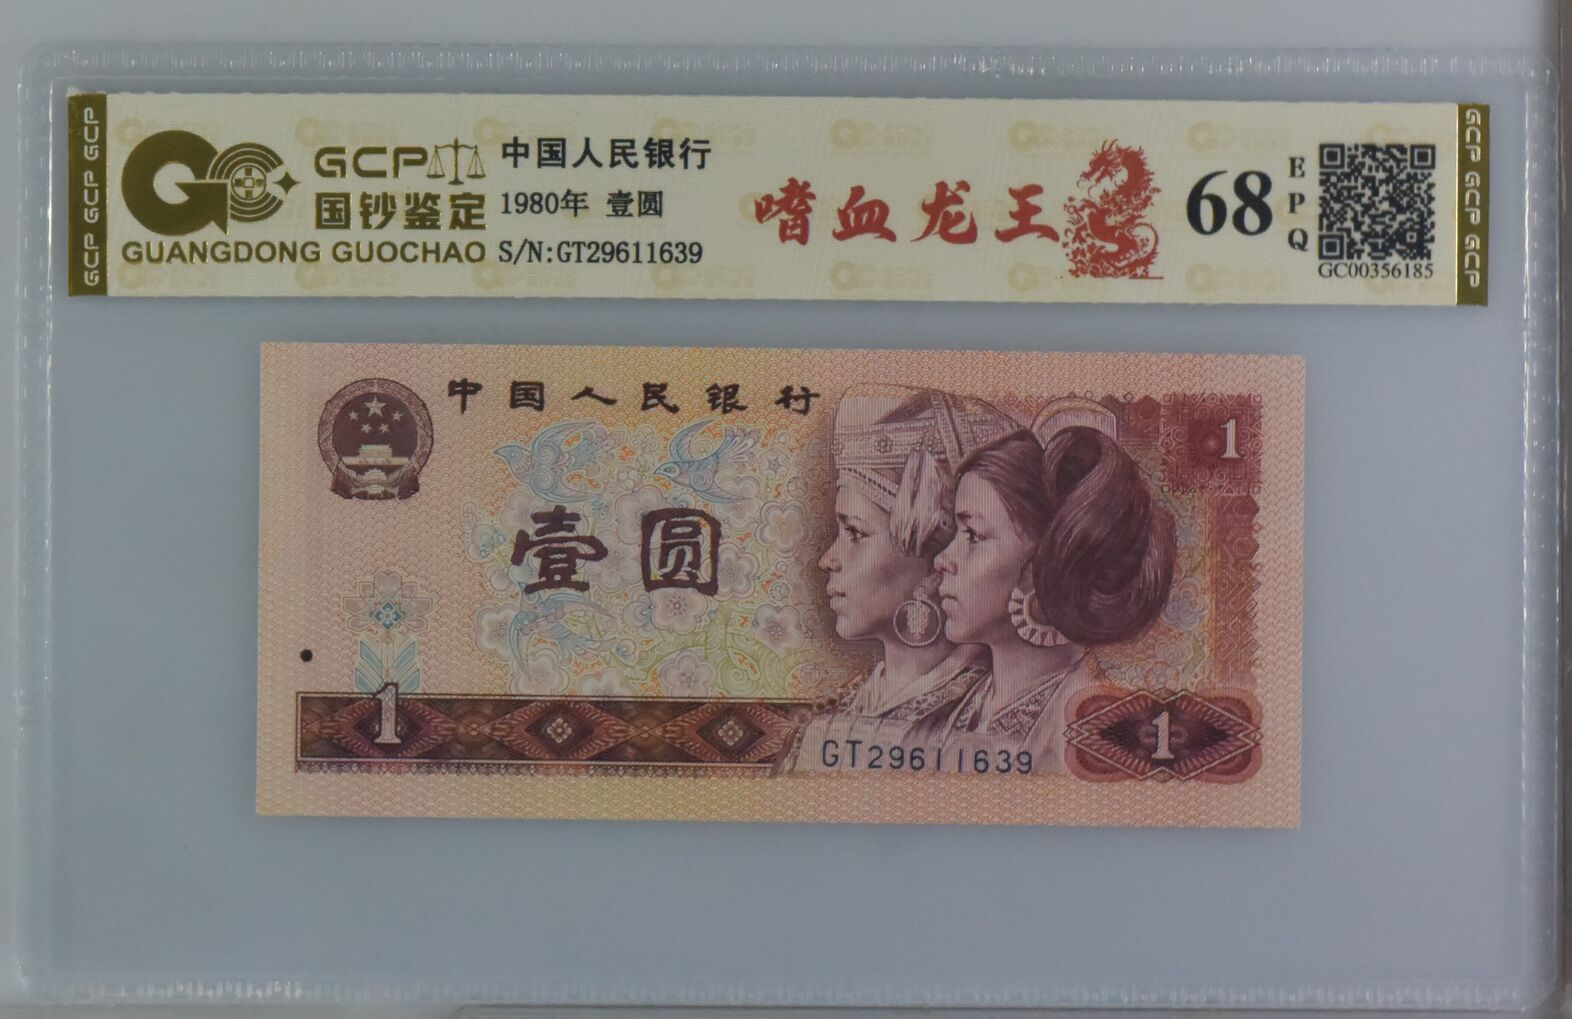 GCP GCP GCP
GCP
国钞鉴定
GUANGDONG GUOCHAO
中国人民银行
1980年 壹圆
S/N:GT29611639
嗜血龙王
68
EPQ
GC00356185
GCP GCP GCP
中国人民银行
1
壹圆
1
GT29611639
1